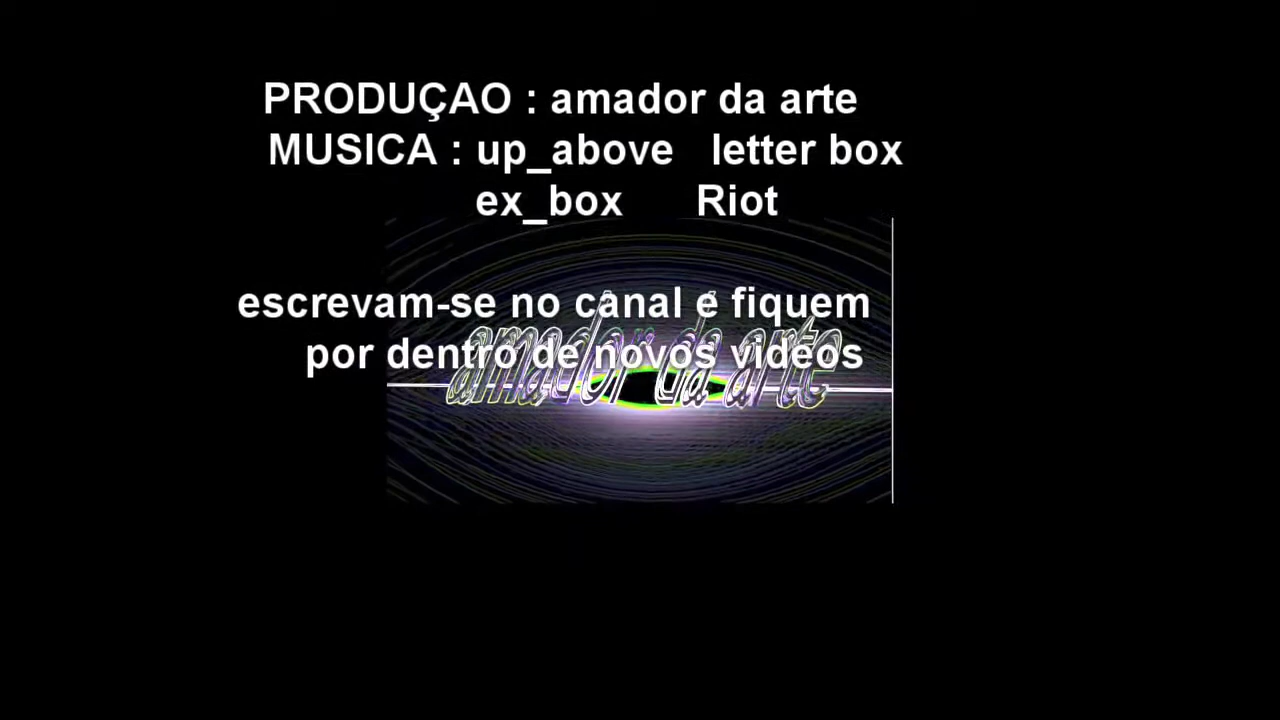 PRODUÇAO : amador da arte
MUSICA : up_above letter box
ex_box Riot
escrevam-se no canal e fiquem
por dentro de novos videos
amador da arte